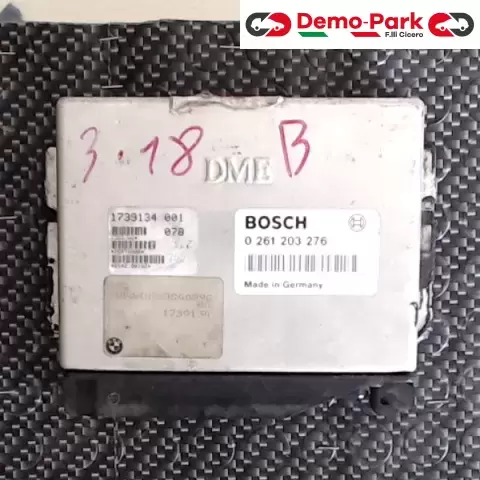 Demo-Park
F.lli Cicero
3.18 DME B
1739134 001
078
BOSCH
0 261 203 276
Made in Germany